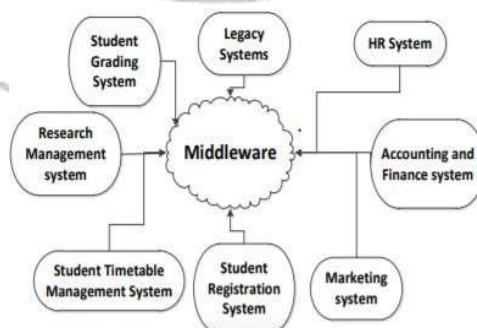 Student
Grading
System
Legacy
Systems
HR System
Research
Management
system
Middleware
Accounting and
Finance system
Student Timetable
Management System
Student
Registration
System
Marketing
system